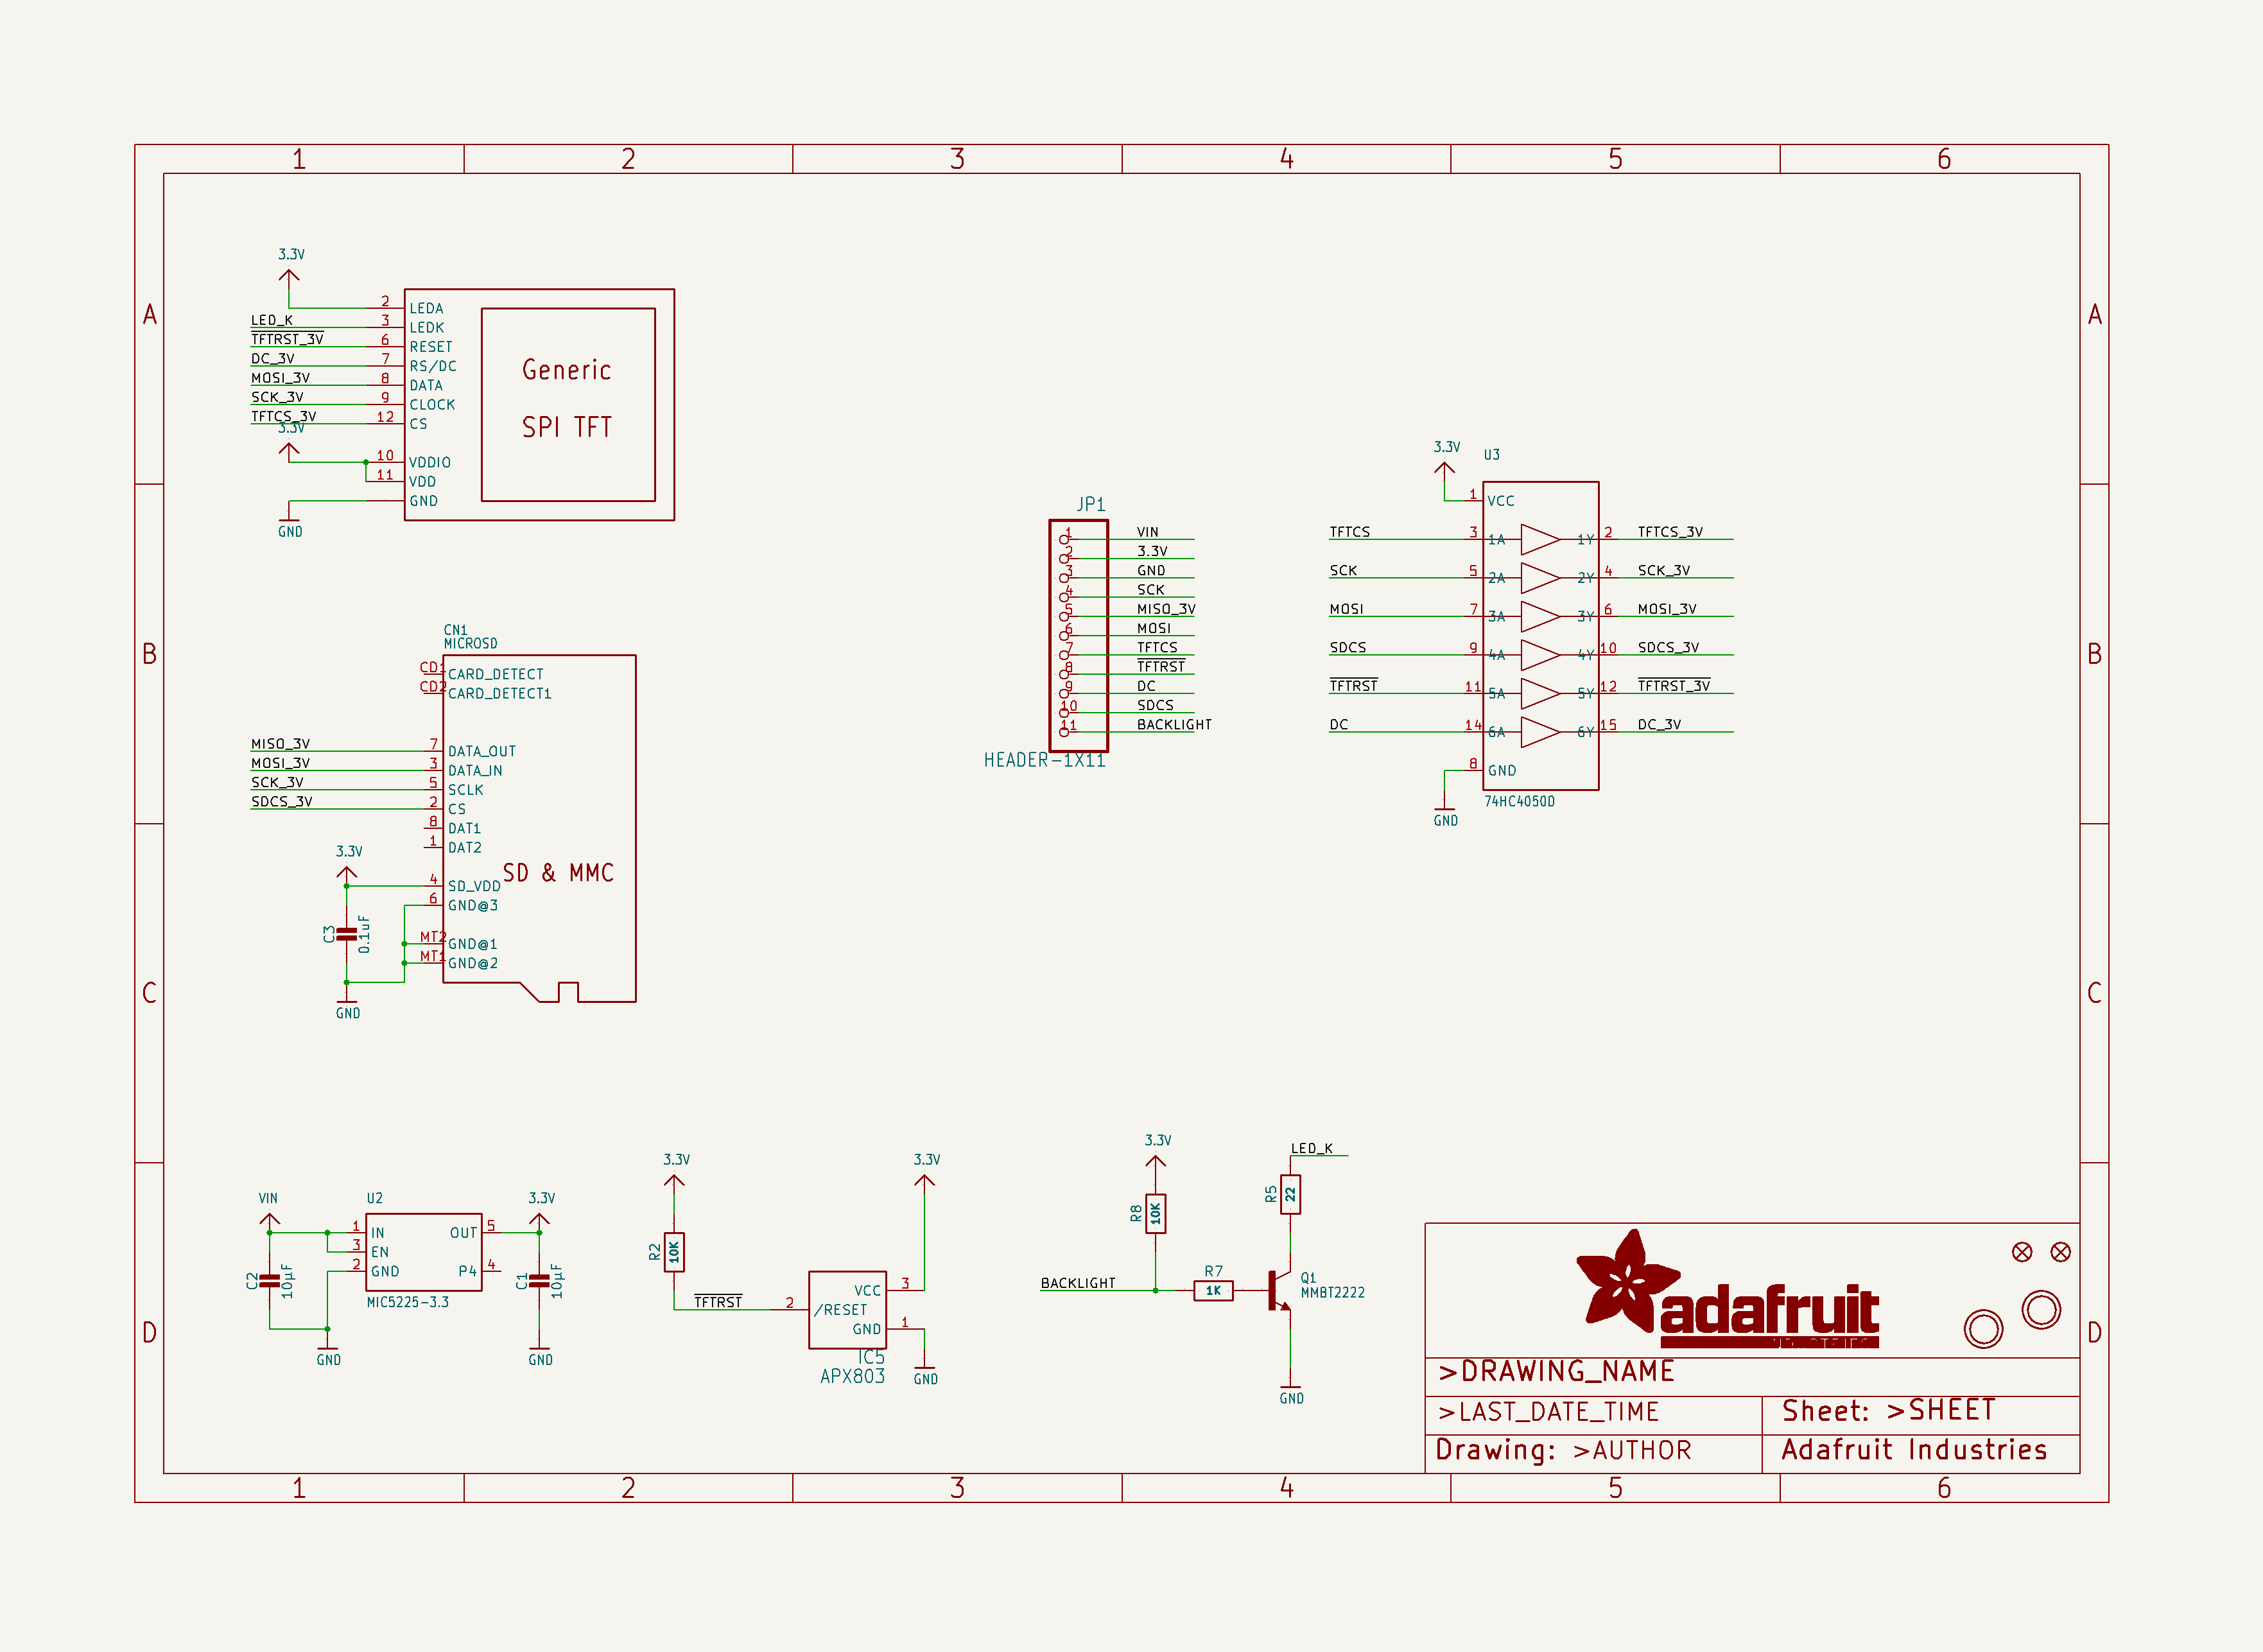 1 2 3 4 5 6
A A
B B
C C
D D
1 2 3 4 5 6
3.3V
2 LEDA
LED_K 3 LEDK
TFTRST_3V 6 RESET
DC_3V 7 RS/DC
MOSI_3V 8 DATA
SCK_3V 9 CLOCK
TFTCS_3V 12 CS
3.3V
10 VDDIO
11 VDD
GND
GND
Generic
SPI TFT
CN1
MICROSD
CD1 CARD_DETECT
CD2 CARD_DETECT1
MISO_3V 7 DATA_OUT
MOSI_3V 3 DATA_IN
SCK_3V 5 SCLK
SDCS_3V 2 CS
8 DAT1
1 DAT2
3.3V
SD & MMC
4 SD_VDD
6 GND@3
C3 0.1uF
MT2 GND@1
MT1 GND@2
GND
JP1
1 VIN
2 3.3V
3 GND
4 SCK
5 MISO_3V
6 MOSI
7 TFTCS
8 TFTRST
9 DC
10 SDCS
11 BACKLIGHT
HEADER-1X11
3.3V
U3
1 VCC
TFTCS 3 1A 1Y 2 TFTCS_3V
SCK 5 2A 2Y 4 SCK_3V
MOSI 7 3A 3Y 6 MOSI_3V
SDCS 9 4A 4Y 10 SDCS_3V
TFTRST 11 5A 5Y 12 TFTRST_3V
DC 14 6A 6Y 15 DC_3V
8 GND
74HC4050D
GND
VIN U2 3.3V
1 IN OUT 5
3 EN
2 GND P4 4
C2 10µF
MIC5225-3.3
C1 10µF
GND GND
3.3V
R2 10K
TFTRST
3.3V
VCC 3
2 /RESET
GND 1
IC5
APX803
GND
3.3V
R8 10K
BACKLIGHT
R7
1K
LED_K
R5 22
Q1
MMBT2222
GND
adafruit
>DRAWING_NAME
>LAST_DATE_TIME
Sheet: >SHEET
Drawing: >AUTHOR
Adafruit Industries